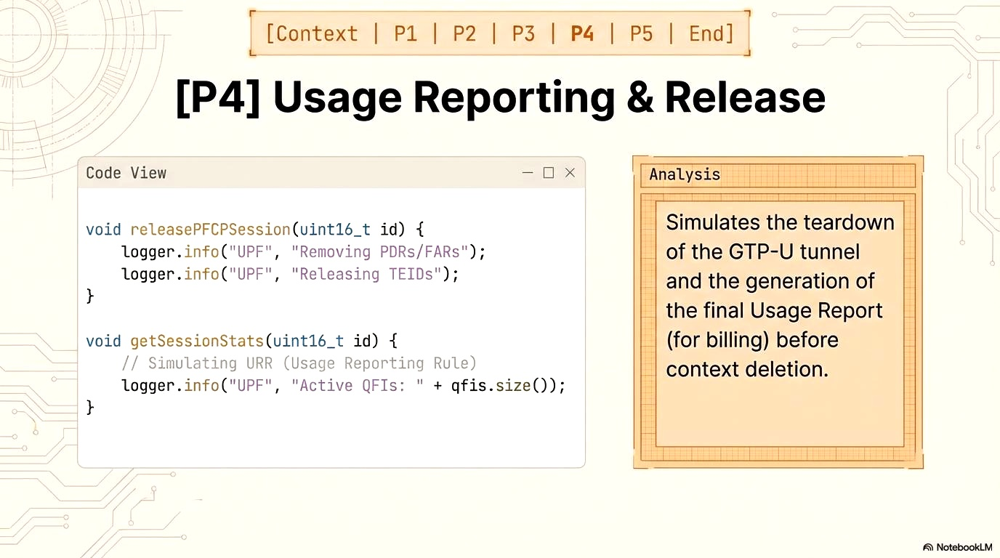 [Context | P1 | P2 | P3 | P4 | P5 | End]
[P4] Usage Reporting & Release
Code View
void releasePFCPSession(uint16_t id) {
    logger.info("UPF", "Removing PDRs/FARs");
    logger.info("UPF", "Releasing TEIDs");
}
void getSessionStats(uint16_t id) {
    // Simulating URR (Usage Reporting Rule)
    logger.info("UPF", "Active QFIs: " + qfis.size());
}
Analysis
Simulates the teardown
of the GTP-U tunnel
and the generation of
the final Usage Report
(for billing) before
context deletion.
NotebookLM